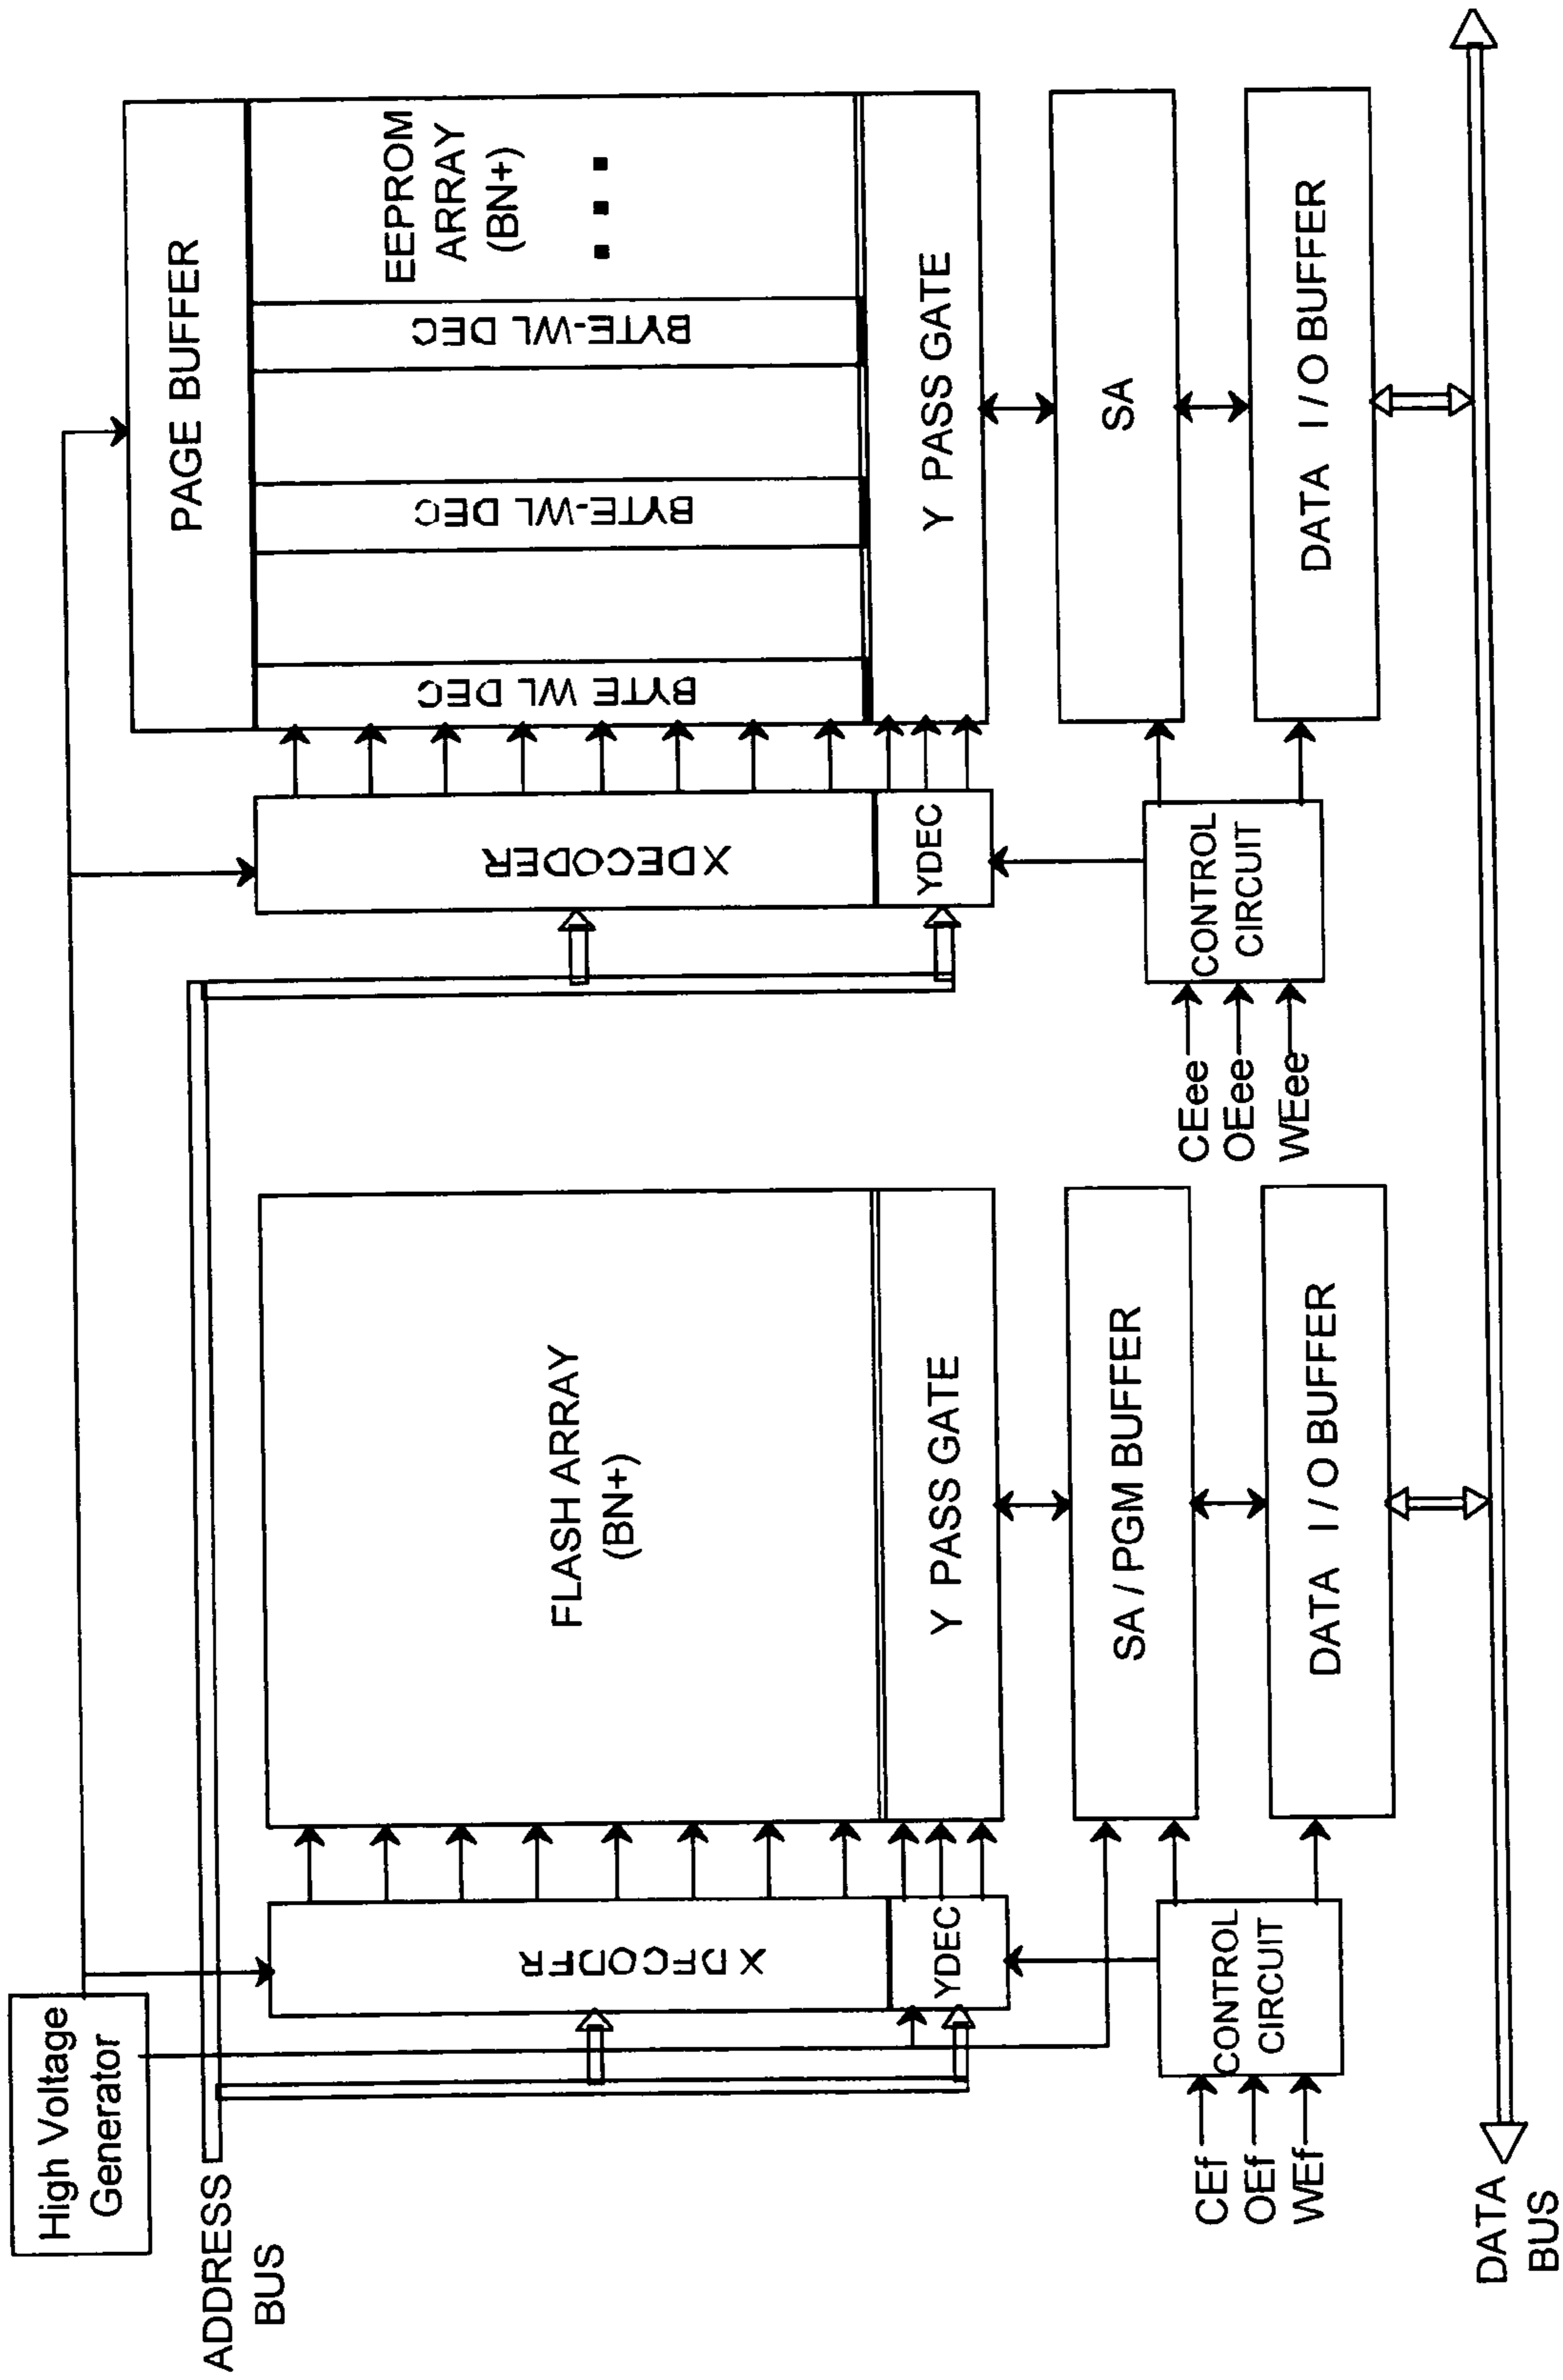 High Voltage
Generator
ADDRESS
BUS
X DECODER
YDEC
FLASH ARRAY
(BN+)
Y PASS GATE
SA / PGM BUFFER
DATA I / O BUFFER
CONTROL
CIRCUIT
CEf
OEf
WEf
PAGE BUFFER
X DECODER
YDEC
BYTE WL DEC
BYTE-WL DEC
BYTE-WL DEC
EEPROM
ARRAY
(BN+)
Y PASS GATE
SA
DATA I / O BUFFER
CONTROL
CIRCUIT
CEee
OEee
WEee
DATA
BUS